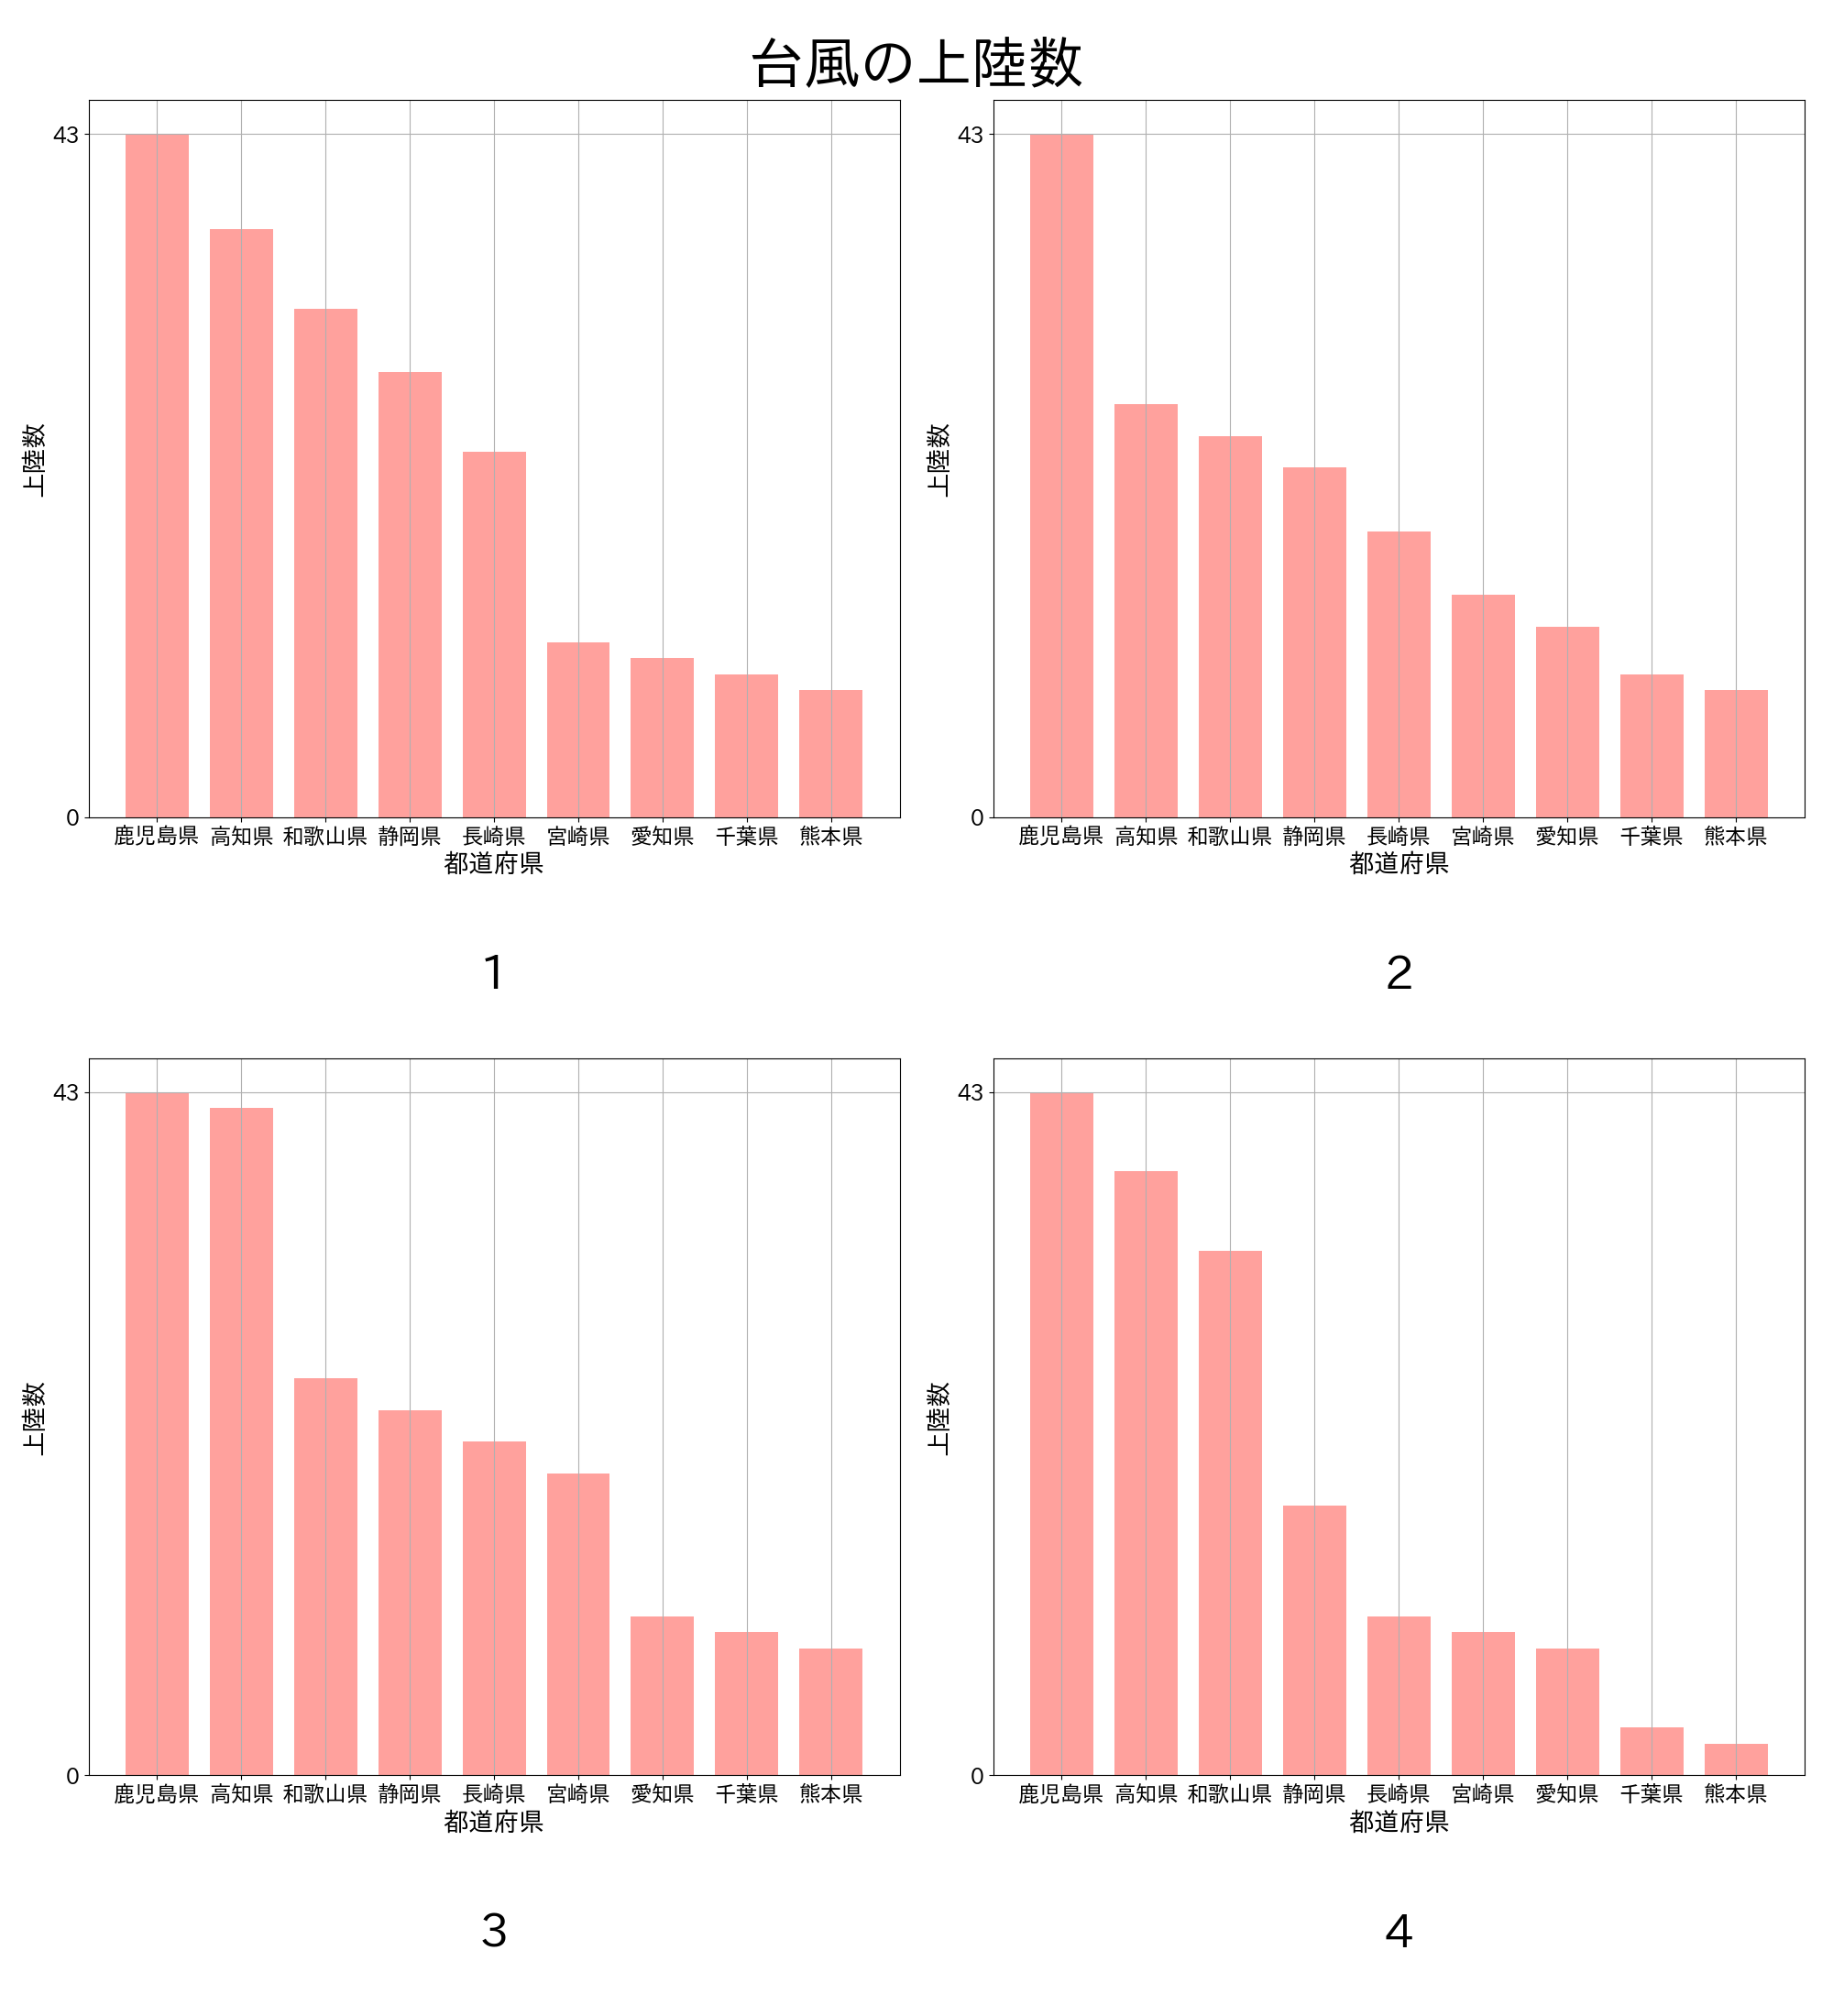 台風の上陸数
43
0
上陸数
鹿児島県 高知県 和歌山県 静岡県 長崎県 宮崎県 愛知県 千葉県 熊本県
都道府県
1
43
0
上陸数
鹿児島県 高知県 和歌山県 静岡県 長崎県 宮崎県 愛知県 千葉県 熊本県
都道府県
2
43
0
上陸数
鹿児島県 高知県 和歌山県 静岡県 長崎県 宮崎県 愛知県 千葉県 熊本県
都道府県
3
43
0
上陸数
鹿児島県 高知県 和歌山県 静岡県 長崎県 宮崎県 愛知県 千葉県 熊本県
都道府県
4